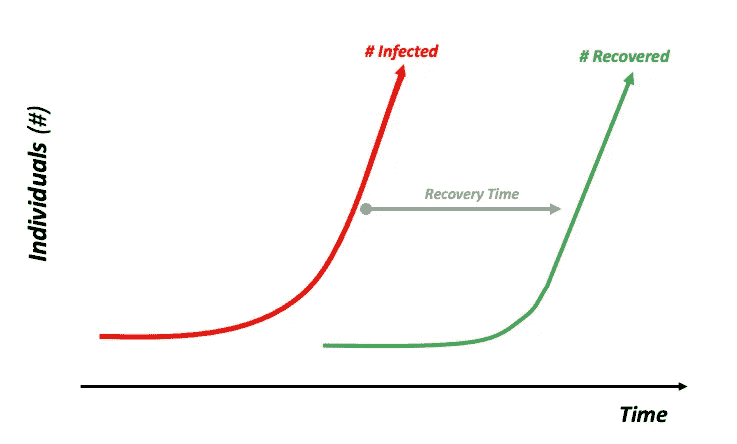 # Infected
# Recovered
Individuals (#)
Recovery Time
Time